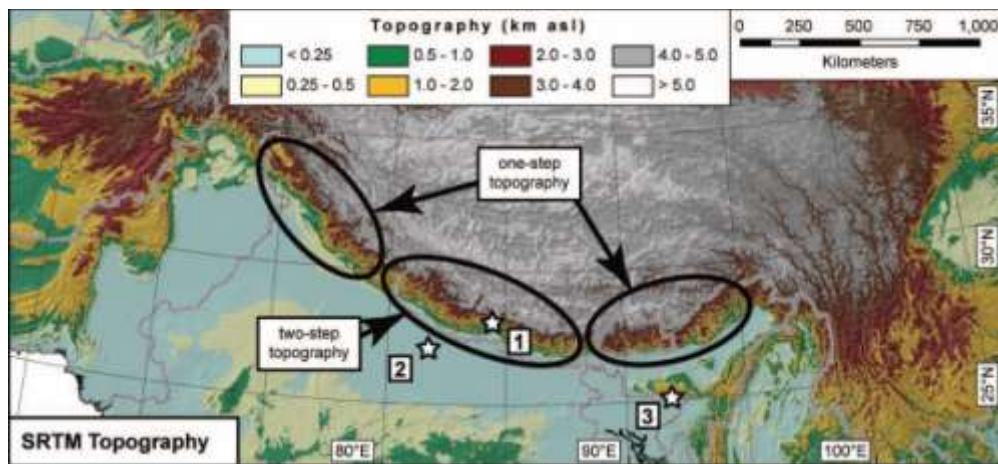 Topography (km asl)
< 0.25
0.5 - 1.0
2.0 - 3.0
4.0 - 5.0
0.25 - 0.5
1.0 - 2.0
3.0 - 4.0
> 5.0
0 250 500 750 1,000
Kilometers
35°N
one-step
topography
30°N
two-step
topography
1
2
3
25°N
SRTM Topography
80°E
90°E
100°E